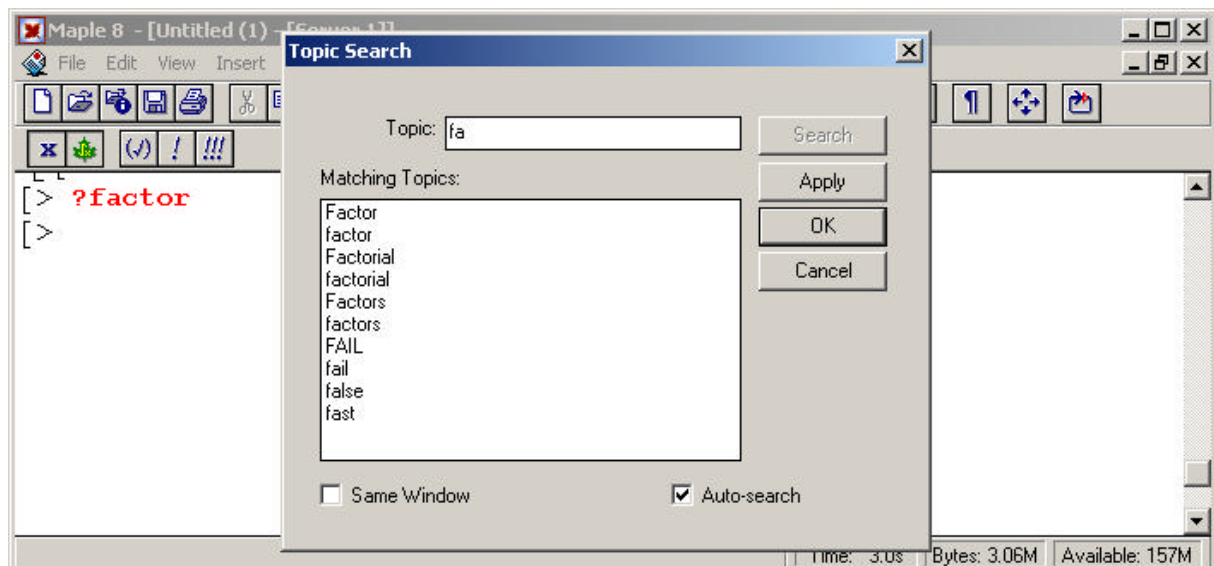 Maple 8 - [Untitled (1) - [Server 1]]
Topic Search
File Edit View Insert
Topic: fa
Search
Matching Topics:
Apply
?factor
Factor
OK
factor
Factorial
Cancel
factorial
Factors
factors
FAIL
fail
false
fast
Same Window
Auto-search
Time: 3.0s Bytes: 3.06M Available: 157M